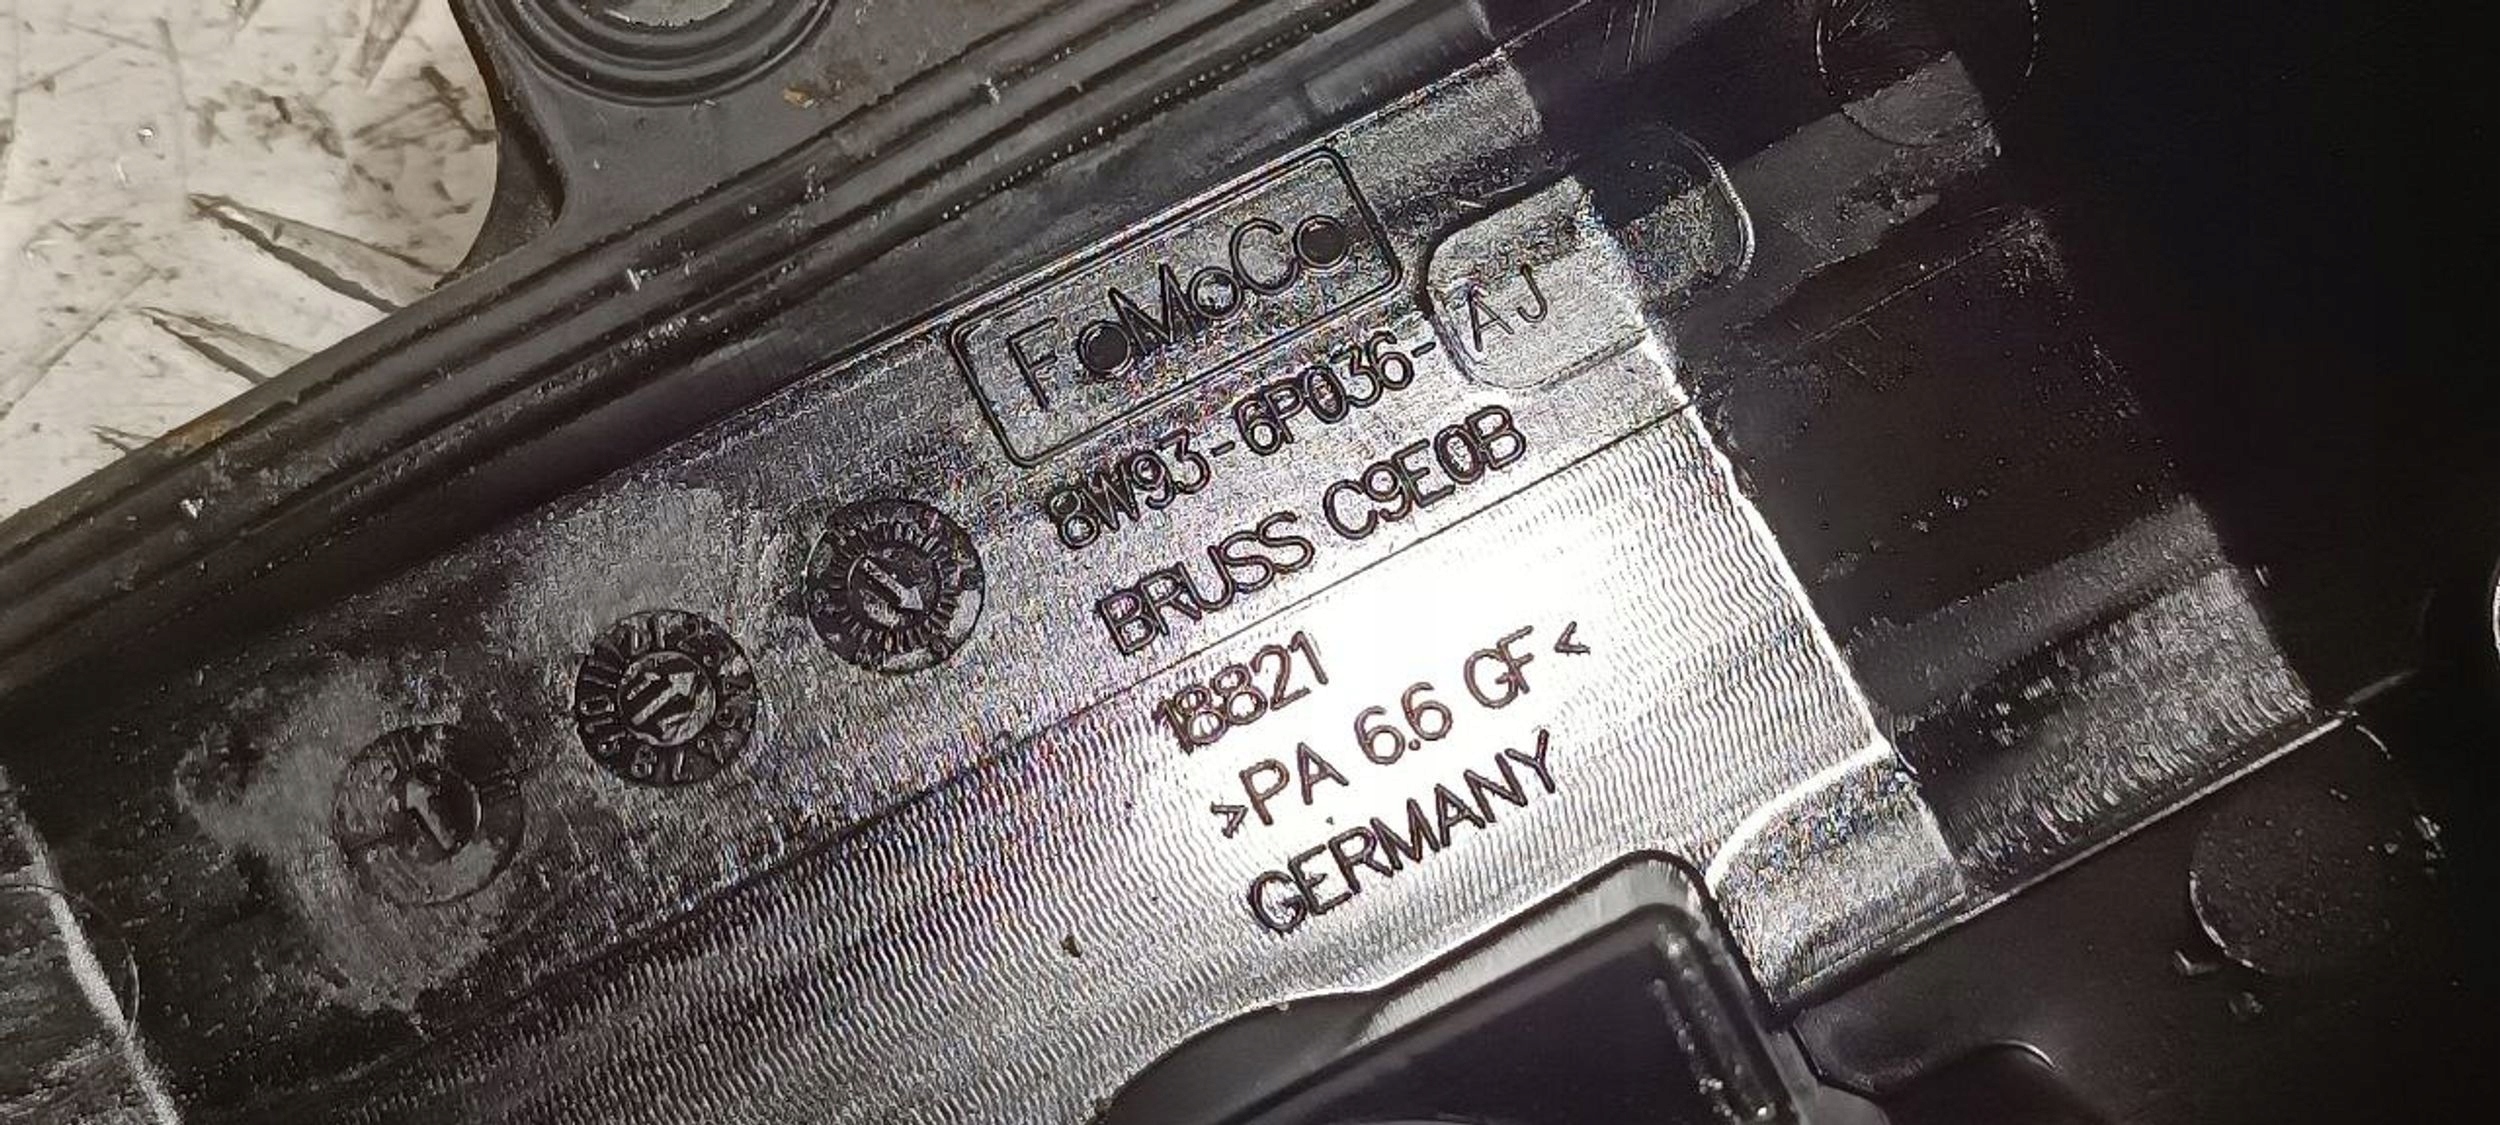 FoMoCo
8W93-6P036-AJ
BRUSS C9E0B
18821
>PA 6.6 GF<
GERMANY